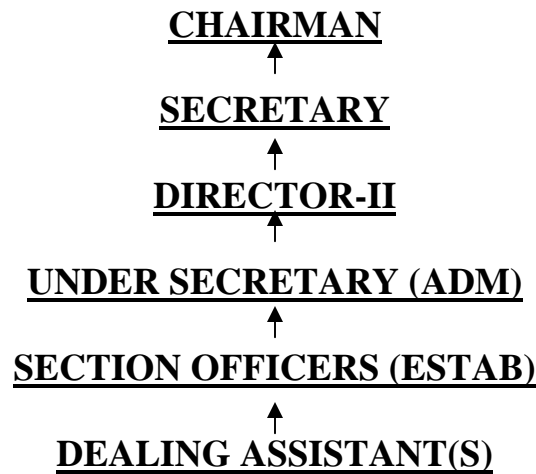 CHAIRMAN
SECRETARY
DIRECTOR-II
UNDER SECRETARY (ADM)
SECTION OFFICERS (ESTAB)
DEALING ASSISTANT(S)